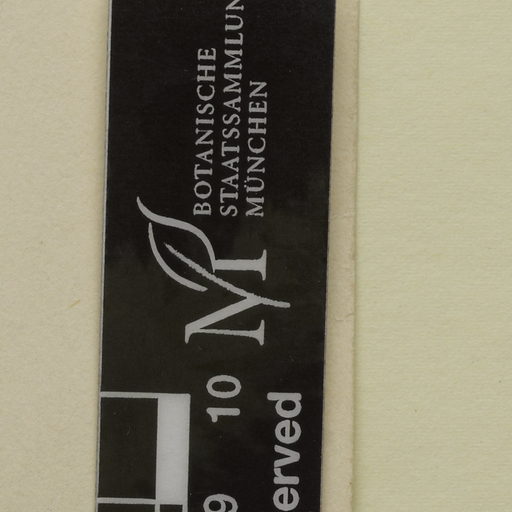 BOTANISCHE
STAATSSAMMLUN
MÜNCHEN
M
9 10
erved